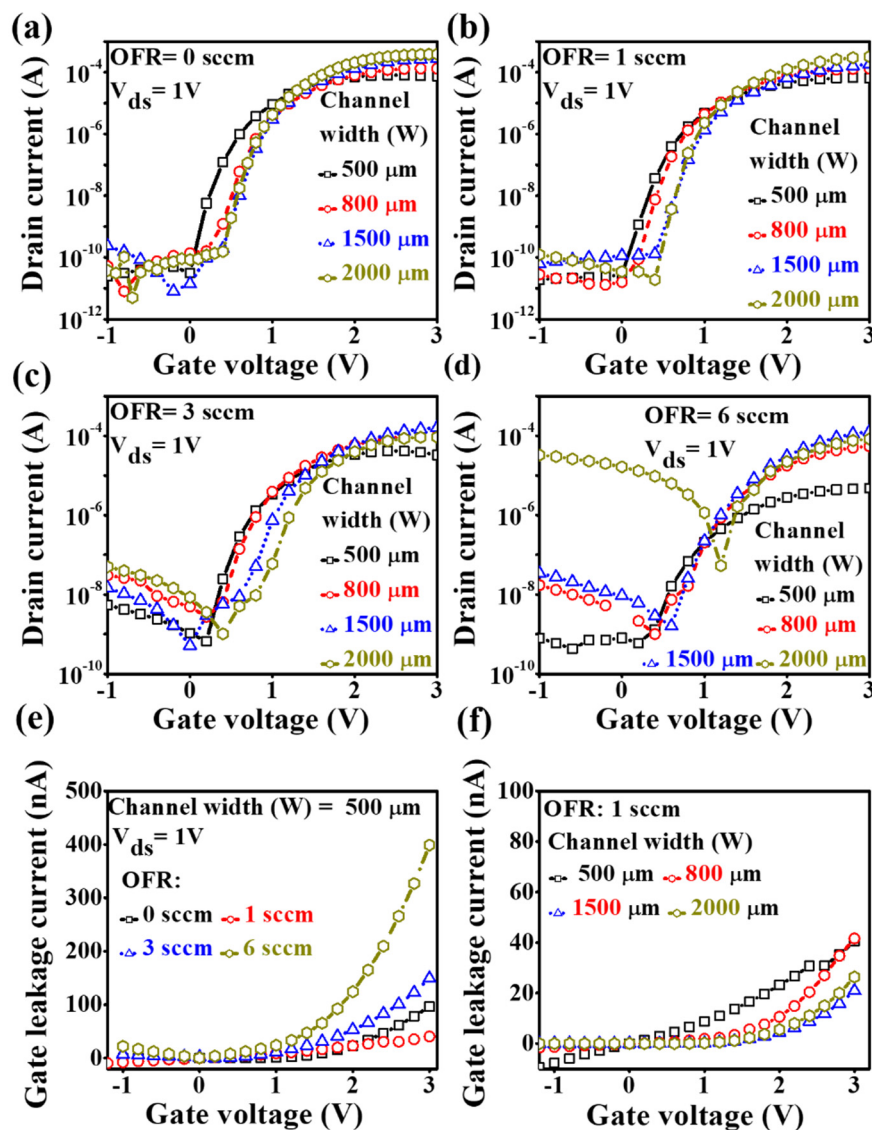 (a)
OFR= 0 sccm
V_ds= 1V
Channel
width (W)
500 μm
800 μm
1500 μm
2000 μm
10^-4
10^-6
10^-8
10^-10
10^-12
Drain current (A)
-1 0 1 2 3
Gate voltage (V)
(b)
OFR= 1 sccm
V_ds= 1V
Channel
width (W)
500 μm
800 μm
1500 μm
2000 μm
10^-4
10^-6
10^-8
10^-10
10^-12
Drain current (A)
-1 0 1 2 3
Gate voltage (V)
(c)
OFR= 3 sccm
V_ds= 1V
Channel
width (W)
500 μm
800 μm
1500 μm
2000 μm
10^-4
10^-6
10^-8
10^-10
Drain current (A)
-1 0 1 2 3
Gate voltage (V)
(d)
OFR= 6 sccm
V_ds= 1V
Channel
width (W)
500 μm
800 μm
1500 μm
2000 μm
10^-4
10^-6
10^-8
10^-10
Drain current (A)
-1 0 1 2 3
Gate voltage (V)
(e)
Channel width (W) = 500 μm
V_ds= 1V
OFR:
0 sccm 1 sccm
3 sccm 6 sccm
500
400
300
200
100
0
Gate leakage current (nA)
-1 0 1 2 3
Gate voltage (V)
(f)
OFR: 1 sccm
Channel width (W)
500 μm 800 μm
1500 μm 2000 μm
100
80
60
40
20
0
Gate leakage current (nA)
-1 0 1 2 3
Gate voltage (V)